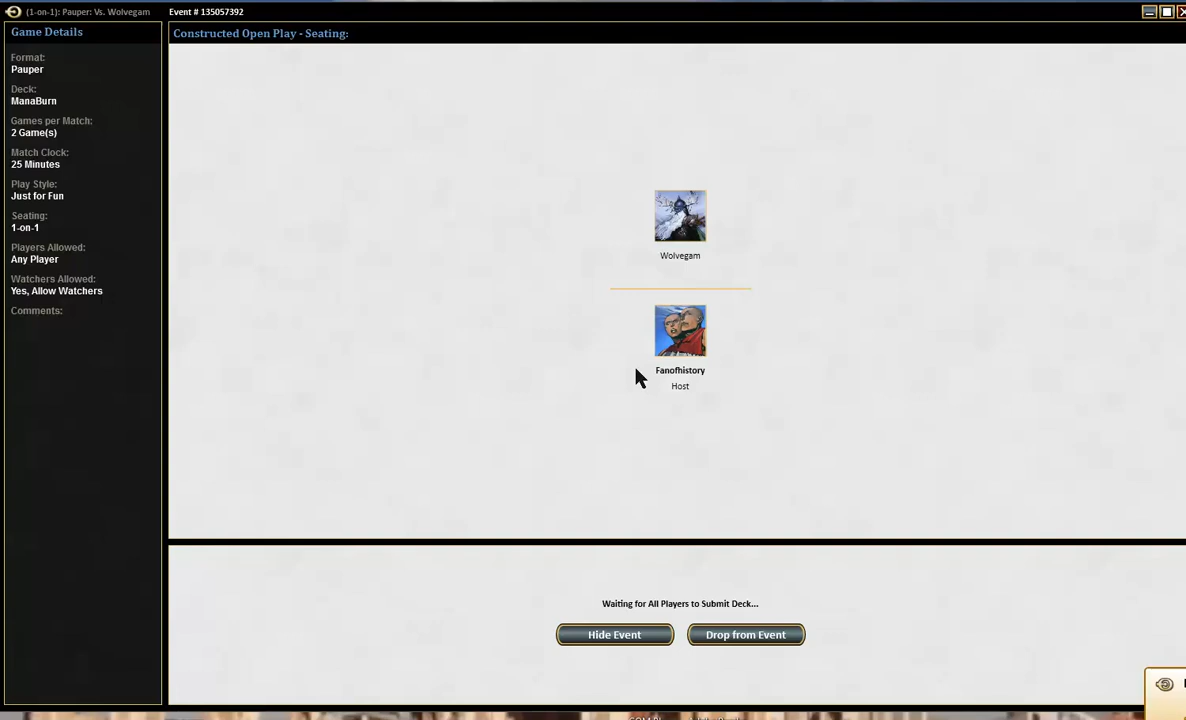 (1-on-1): Pauper: Vs. Wolvegam
Event # 135057392
Game Details
Constructed Open Play - Seating:
Format:
Pauper
Deck:
ManaBurn
Games per Match:
2 Game(s)
Match Clock:
25 Minutes
Play Style:
Just for Fun
Seating:
1-on-1
Players Allowed:
Any Player
Watchers Allowed:
Yes, Allow Watchers
Comments:
Wolvegam
Fanofhistory
Host
Waiting for All Players to Submit Deck...
Hide Event
Drop from Event